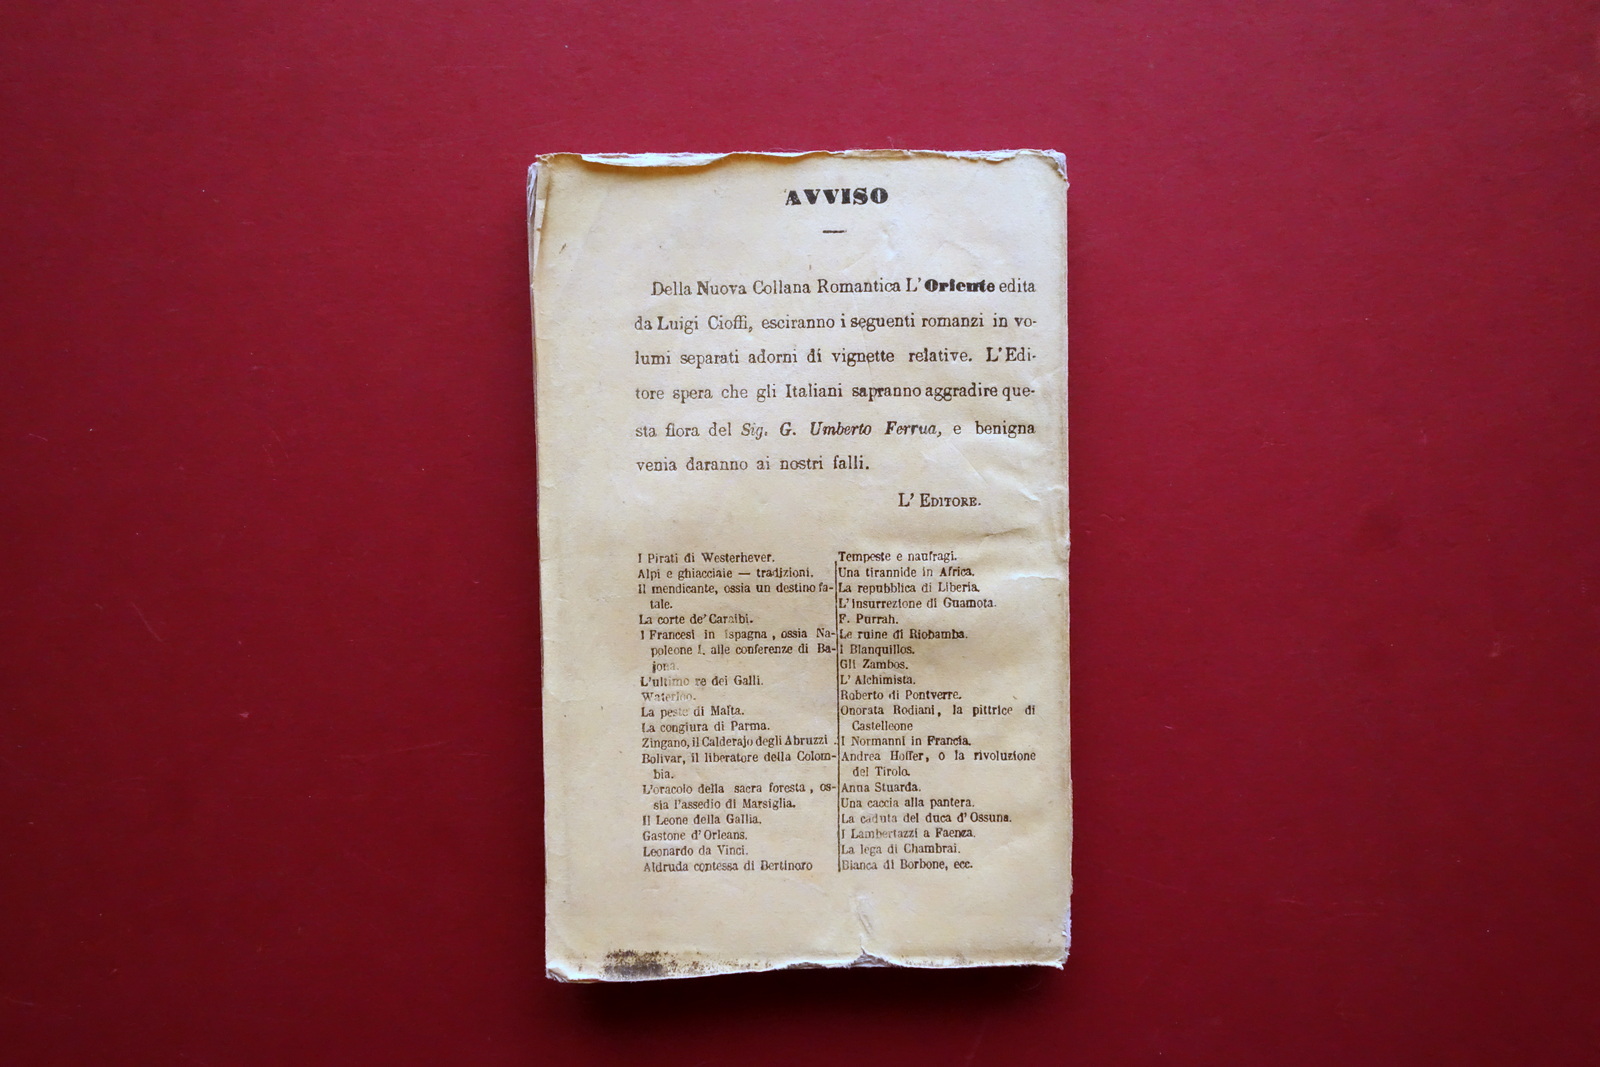 AVVISO
Della Nuova Collana Romantica L'Oriente edita
da Luigi Cioffi, esciranno i seguenti romanzi in vo-
lumi separati adorni di vignette relative. L'Edi-
tore spera che gli Italiani sapranno aggradire que-
sta flora del Sig. G. Umberto Ferrua, e benigna
venia daranno ai nostri falli.
L' EDITORE.
I Pirati di Westerhever.
Alpi e ghiacciaie — tradizioni.
Il mendicante, ossia un destino fa-
tale.
La corte de' Caraibi.
I Francesi in Ispagna, ossia Na-
poleone I. alle conferenze di Ba-
jona.
L'ultimo re dei Galli.
Waterloo.
La peste di Malta.
La congiura di Parma.
Zingano, il Calderajo degli Abruzzi.
Bolivar, il liberatore della Colom-
bia.
L'oracolo della sacra foresta, os-
sia l'assedio di Marsiglia.
Il Leone della Gallia.
Gastone d'Orleans.
Leonardo da Vinci.
Aldruda contessa di Bertinoro
Tempeste e naufragi.
Una tirannide in Africa.
La repubblica di Liberia.
L'insurrezione di Guamota.
F. Purrah.
Le ruine di Riobamba.
I Blanquillos.
Gli Zambos.
L'Alchimista.
Roberto di Pontverre.
Onorata Rodiani, la pittrice di
Castelleone
I Normanni in Francia.
Andrea Hoffer, o la rivoluzione
del Tirolo.
Anna Stuarda.
Una caccia alla pantera.
La caduta del duca d'Ossuna.
I Lambertazzi a Faenza.
La lega di Chambrai.
Bianca di Borbone, ecc.